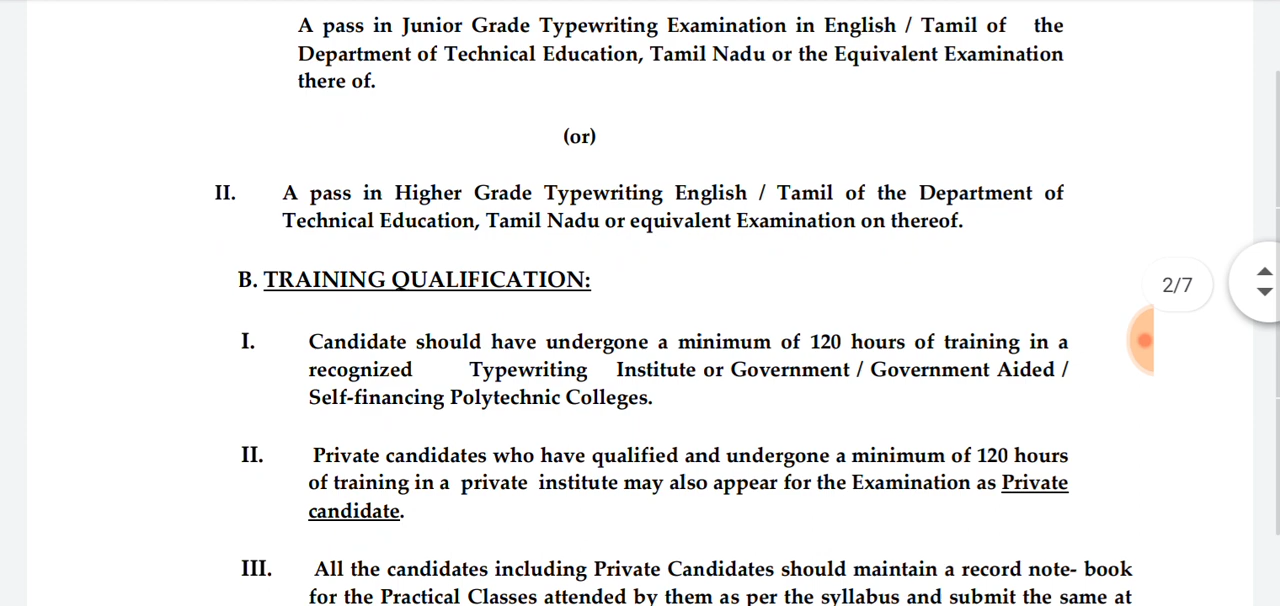 A pass in Junior Grade Typewriting Examination in English / Tamil of the
Department of Technical Education, Tamil Nadu or the Equivalent Examination
there of.
(or)
II. A pass in Higher Grade Typewriting English / Tamil of the Department of
Technical Education, Tamil Nadu or equivalent Examination on thereof.
B. TRAINING QUALIFICATION:
2/7
I. Candidate should have undergone a minimum of 120 hours of training in a
recognized Typewriting Institute or Government / Government Aided /
Self-financing Polytechnic Colleges.
II. Private candidates who have qualified and undergone a minimum of 120 hours
of training in a private institute may also appear for the Examination as Private
candidate.
III. All the candidates including Private Candidates should maintain a record note- book
for the Practical Classes attended by them as per the syllabus and submit the same at